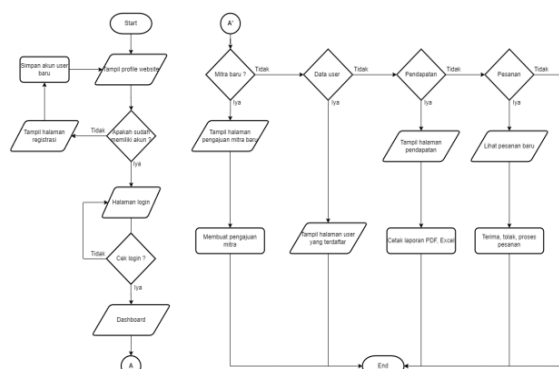 Start
A'
Simpan akun user
baru
Tampil profile website
Mitra baru ?
Tidak
Data user
Tidak
Pendapatan
Tidak
Pesanan
Tidak
Iya
Iya
Iya
Iya
Tampil halaman
registrasi
Tidak
Apakah sudah
memiliki akun ?
Tampil halaman
pengajuan mitra baru
Tampil halaman
pendapatan
Lihat pesanan baru
Iya
Halaman login
Membuat pengajuan
mitra
Tampil halaman user
yang terdaftar
Cetak laporan PDF, Excel
Terima, tolak, proses
pesanan
Tidak
Cek login ?
Iya
Dashboard
A
End